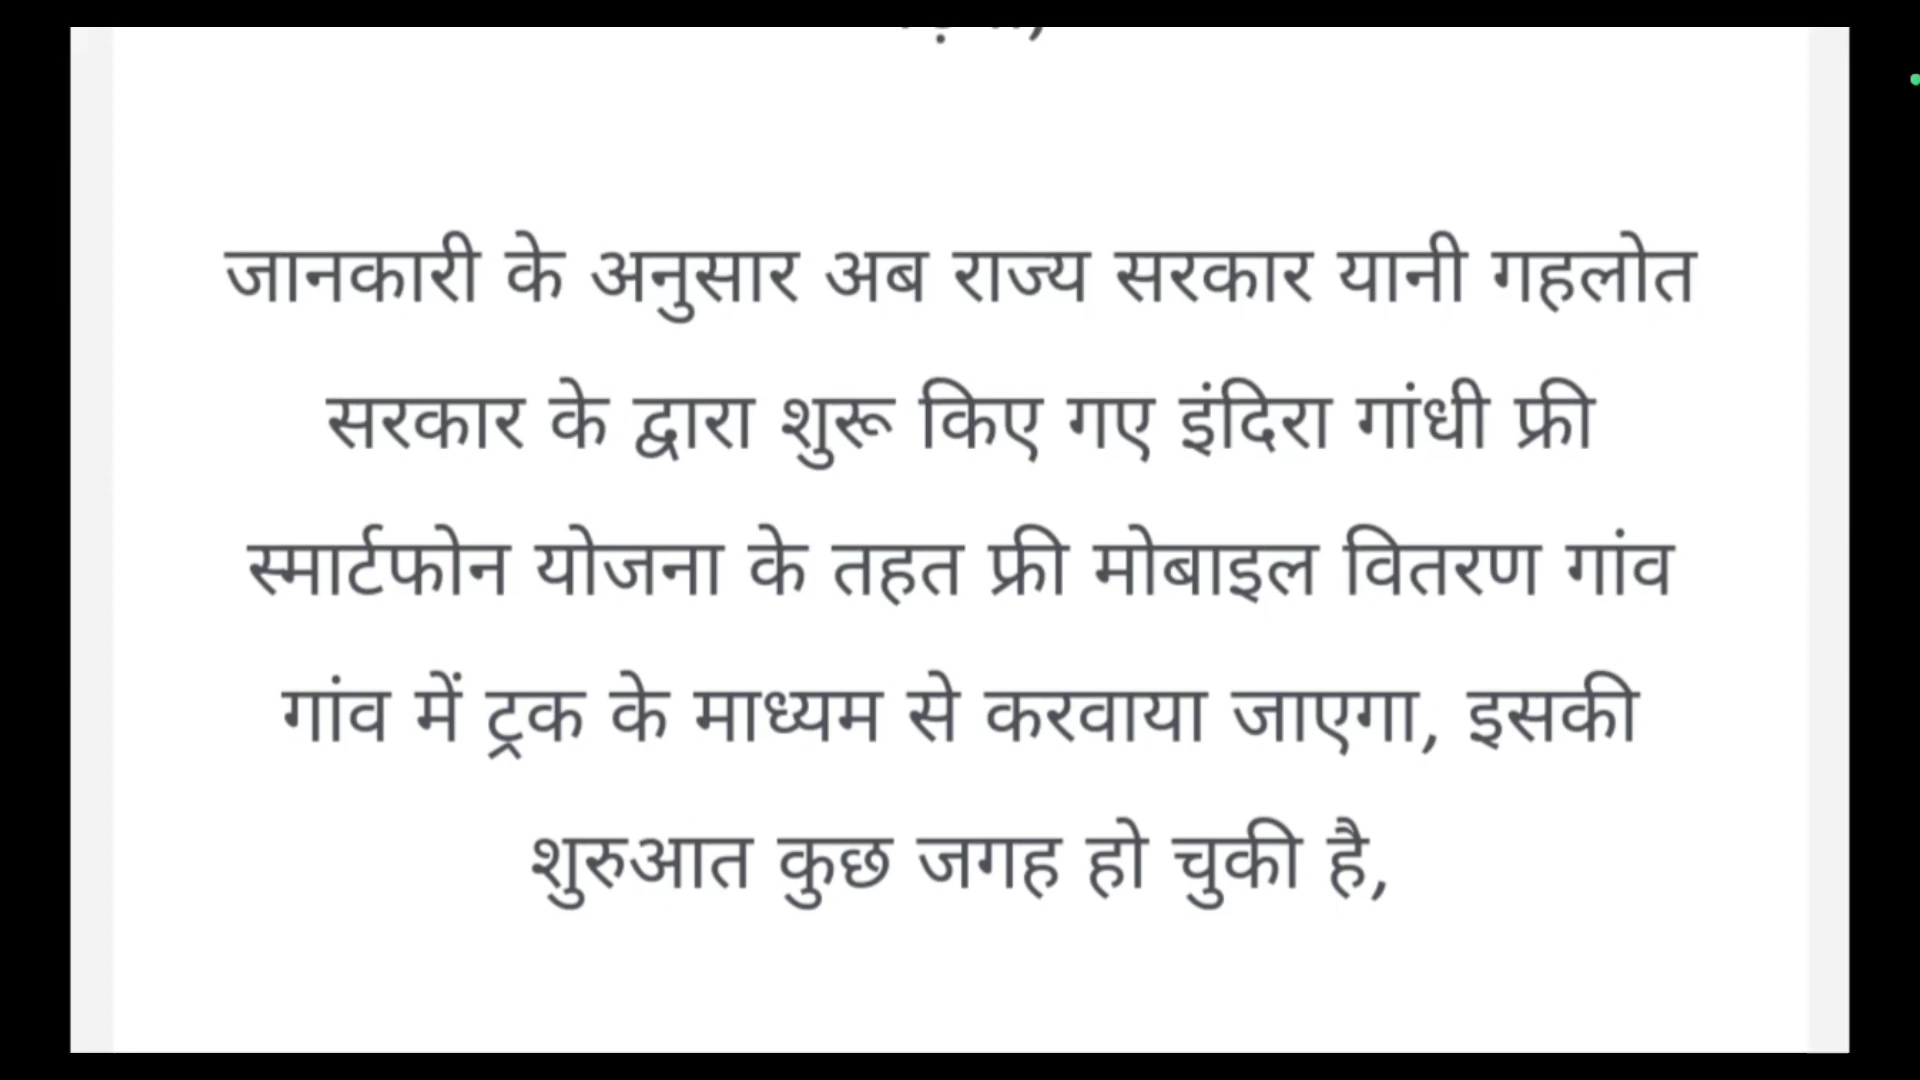 जानकारी के अनुसार अब राज्य सरकार यानी गहलोत
सरकार के द्वारा शुरू किए गए इंदिरा गांधी फ्री
स्मार्टफोन योजना के तहत फ्री मोबाइल वितरण गांव
गांव में ट्रक के माध्यम से करवाया जाएगा, इसकी
शुरुआत कुछ जगह हो चुकी है,